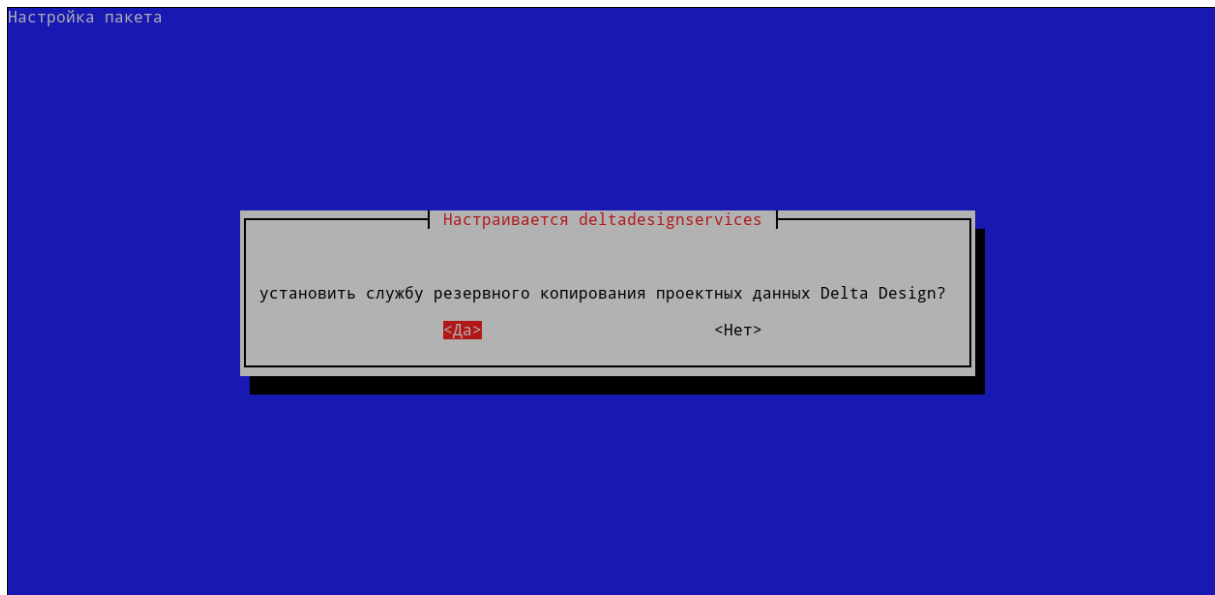 Настройка пакета
Настраивается deltadesignservices
установить службу резервного копирования проектных данных Delta Design?
<Да> <Нет>